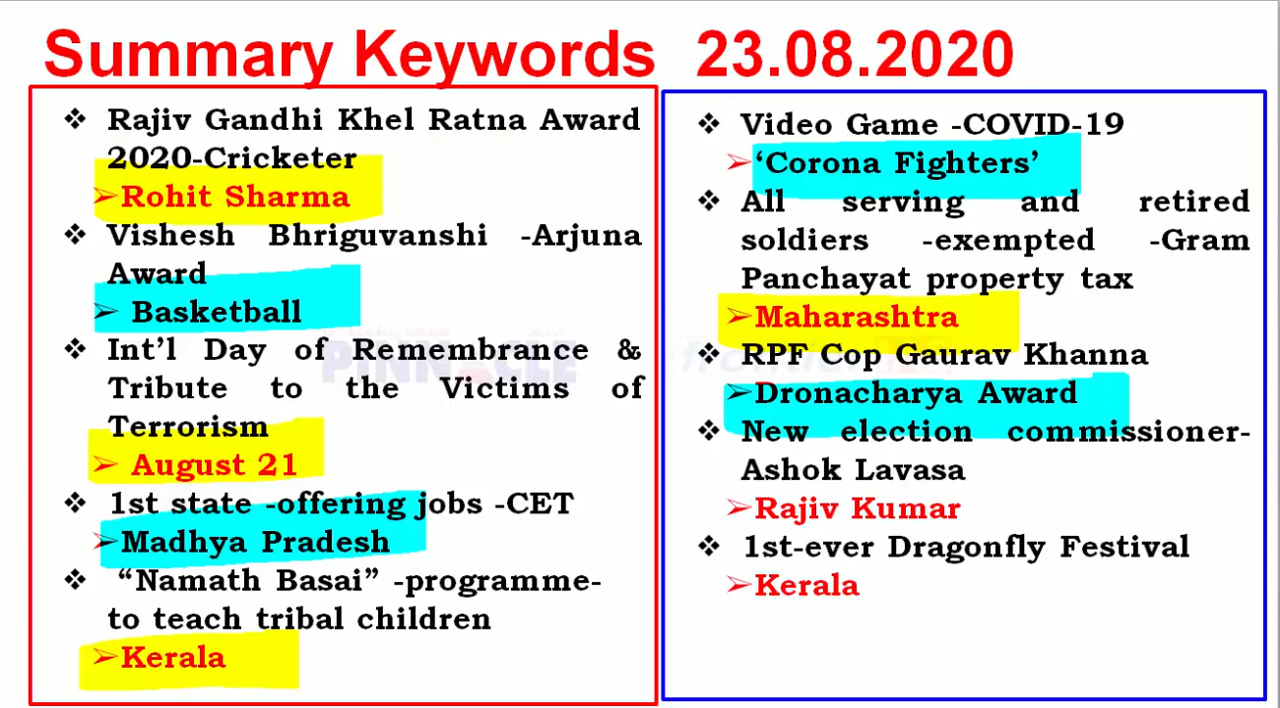 Summary Keywords 23.08.2020
❖ Rajiv Gandhi Khel Ratna Award
2020-Cricketer
➢Rohit Sharma
❖ Vishesh Bhriguvanshi -Arjuna
Award
➢ Basketball
❖ Int’l Day of Remembrance &
Tribute to the Victims of
Terrorism
➢ August 21
❖ 1st state -offering jobs -CET
➢Madhya Pradesh
❖ “Namath Basai” -programme-
to teach tribal children
➢Kerala
❖ Video Game -COVID-19
➢‘Corona Fighters’
❖ All serving and retired
soldiers -exempted -Gram
Panchayat property tax
➢Maharashtra
❖ RPF Cop Gaurav Khanna
➢Dronacharya Award
❖ New election commissioner-
Ashok Lavasa
➢Rajiv Kumar
❖ 1st-ever Dragonfly Festival
➢Kerala
PINNACLE